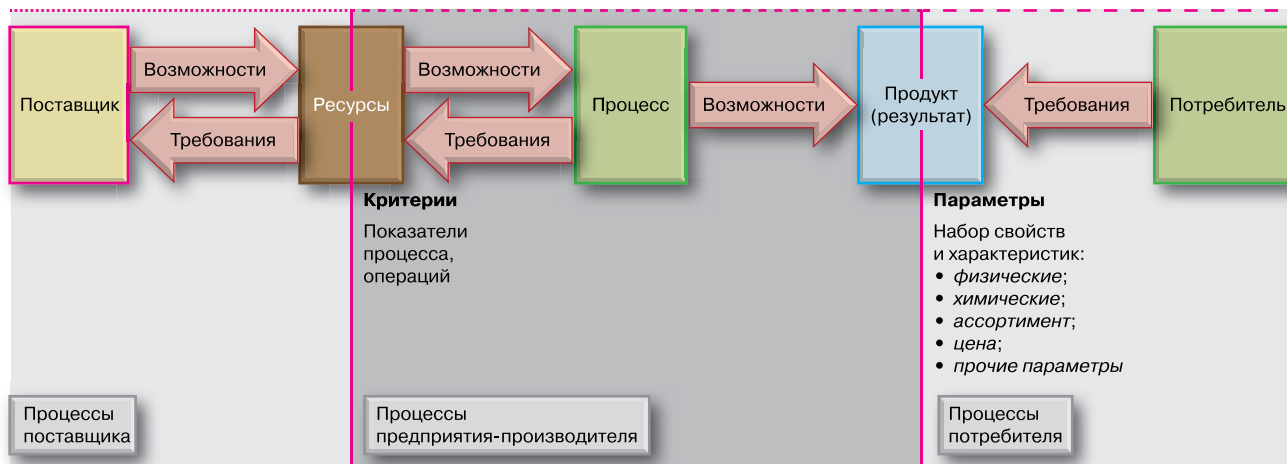 Поставщик
Возможности
Требования
Ресурсы
Возможности
Требования
Процесс
Возможности
Продукт
(результат)
Требования
Потребитель
Критерии
Показатели
процесса,
операций
Параметры
Набор свойств
и характеристик:
• физические;
• химические;
• ассортимент;
• цена;
• прочие параметры
Процессы
поставщика
Процессы
предприятия-производителя
Процессы
потребителя